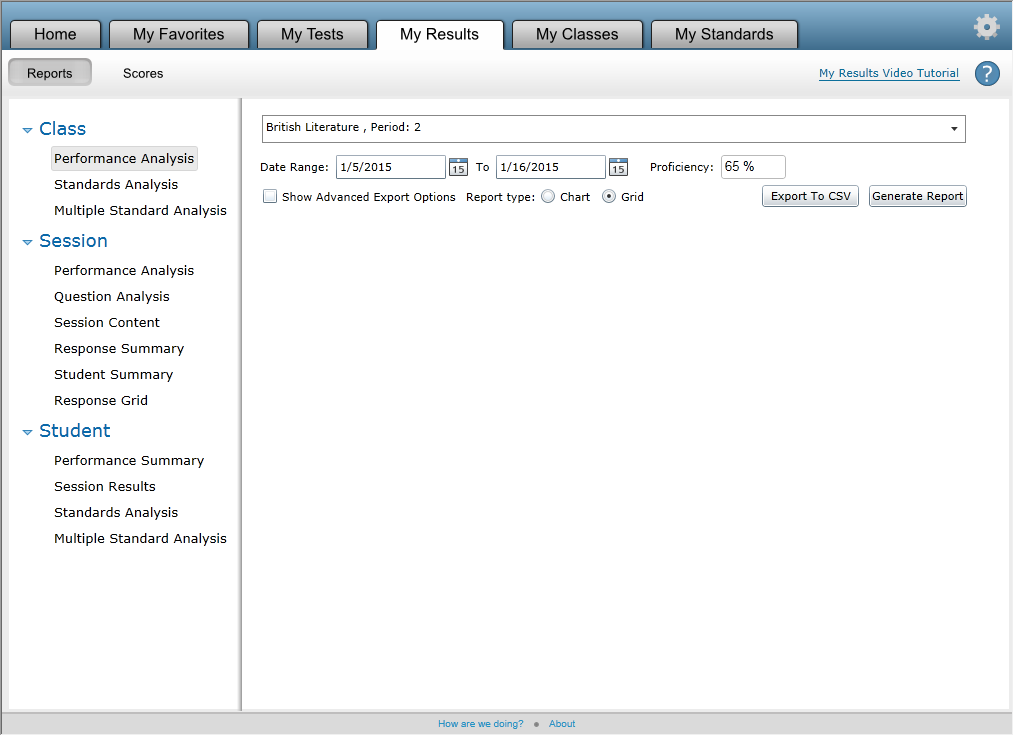 Home My Favorites My Tests My Results My Classes My Standards
Reports Scores My Results Video Tutorial ?
Class
Performance Analysis
Standards Analysis
Multiple Standard Analysis
Session
Performance Analysis
Question Analysis
Session Content
Response Summary
Student Summary
Response Grid
Student
Performance Summary
Session Results
Standards Analysis
Multiple Standard Analysis
British Literature , Period: 2
Date Range: 1/5/2015 15 To 1/16/2015 15 Proficiency: 65 %
Show Advanced Export Options Report type: Chart Grid Export To CSV Generate Report
How are we doing? About